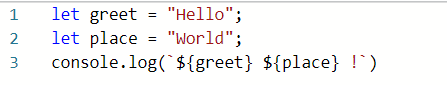 1 let greet = "Hello";
2 let place = "World";
3 console.log(`${greet} ${place} !`)